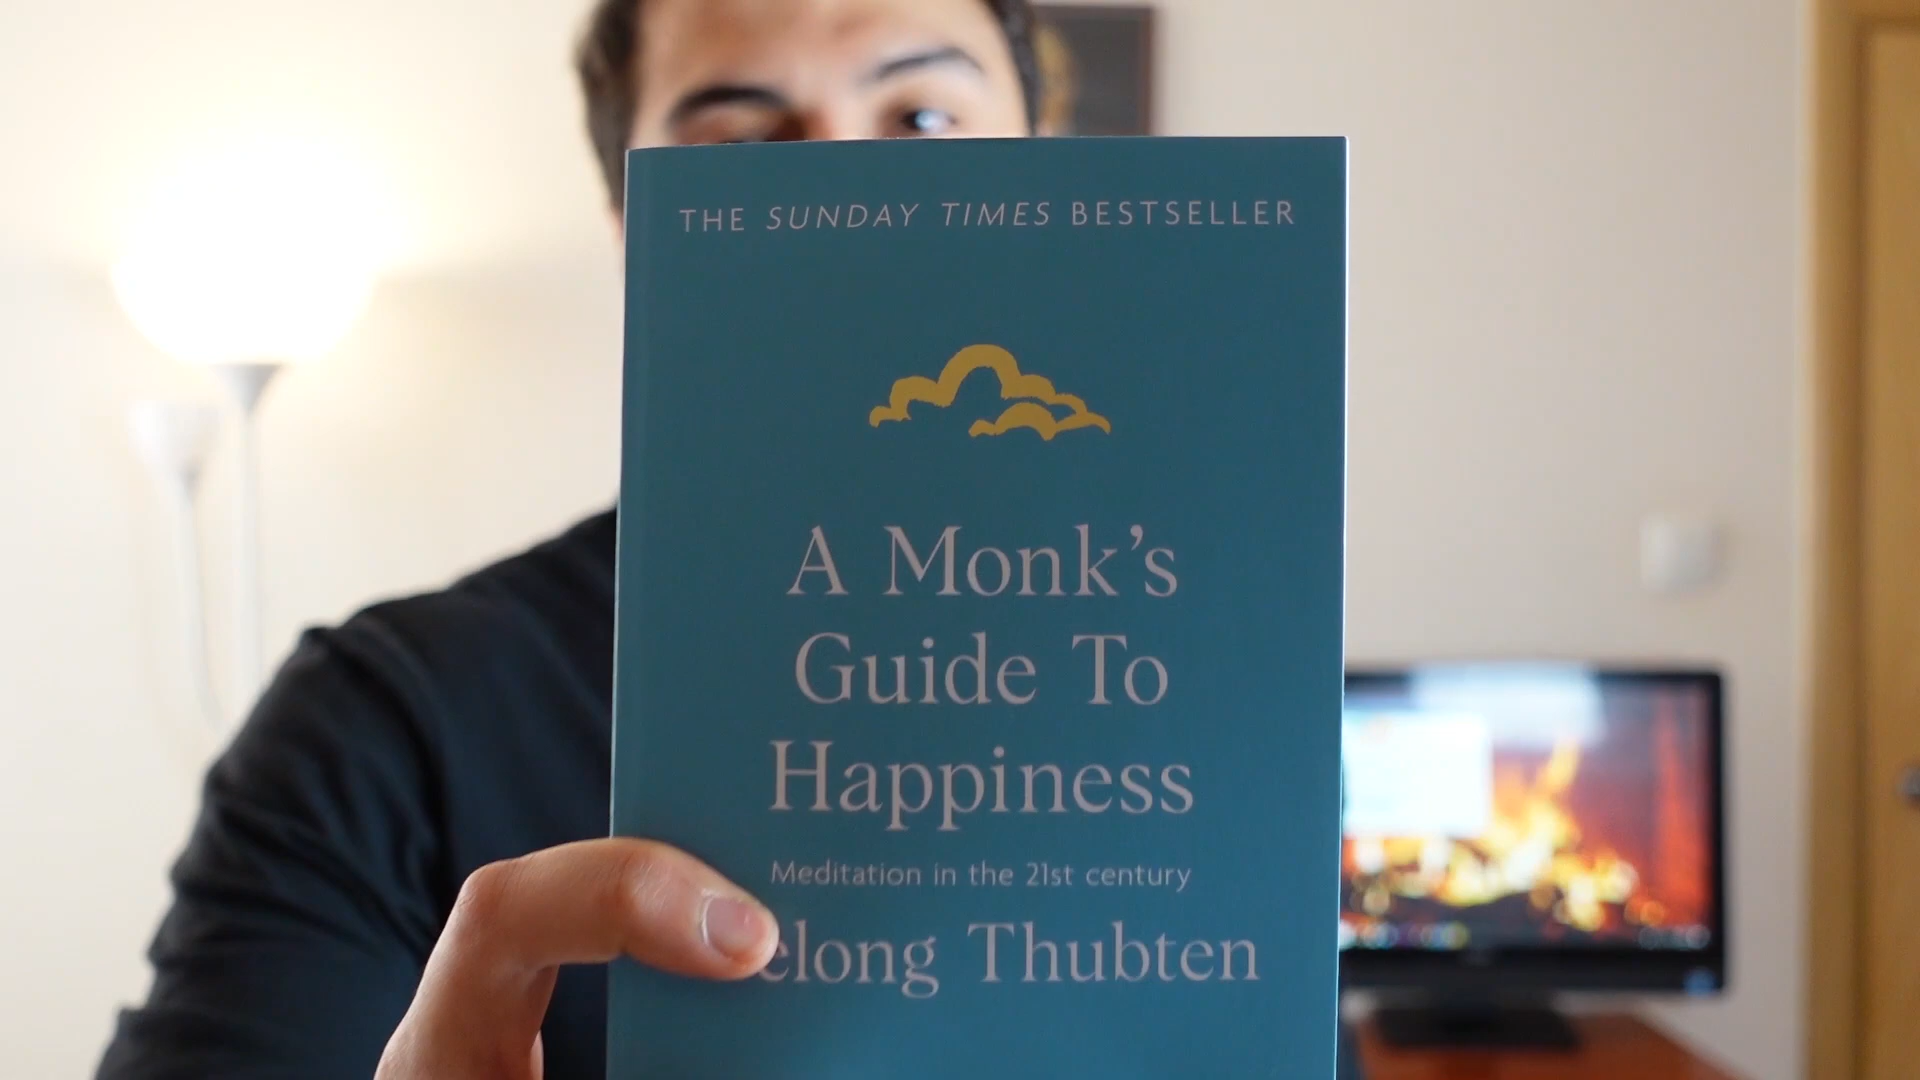 THE SUNDAY TIMES BESTSELLER
A Monk's
Guide To
Happiness
Meditation in the 21st century
elong Thubten